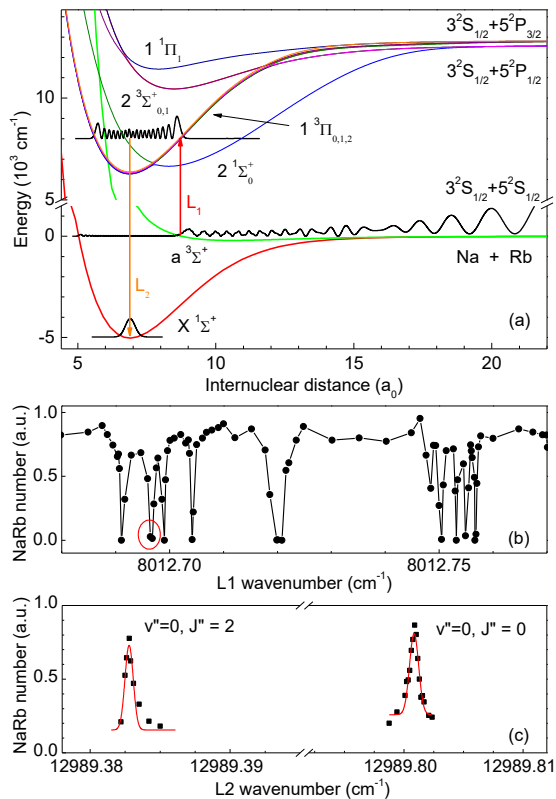 3²S₁/₂+5²P₃/₂
1 ¹Π₁
3²S₁/₂+5²P₁/₂
2 ³Σ⁺₀,₁
10
1 ³Π₀,₁,₂
2 ¹Σ⁺₀
Energy (10³ cm⁻¹)
5
L₁
3²S₁/₂+5²S₁/₂
0
a ³Σ⁺
Na + Rb
L₂
X ¹Σ⁺
-5
(a)
5 10 15 20
Internuclear distance (a₀)
NaRb number (a.u.)
1.0
0.5
0.0
(b)
8012.70 8012.75
L1 wavenumber (cm⁻¹)
NaRb number (a.u.)
1.0
v"=0, J" = 2
v"=0, J" = 0
0.5
0.0
(c)
12989.38 12989.39 12989.80 12989.81
L2 wavenumber (cm⁻¹)